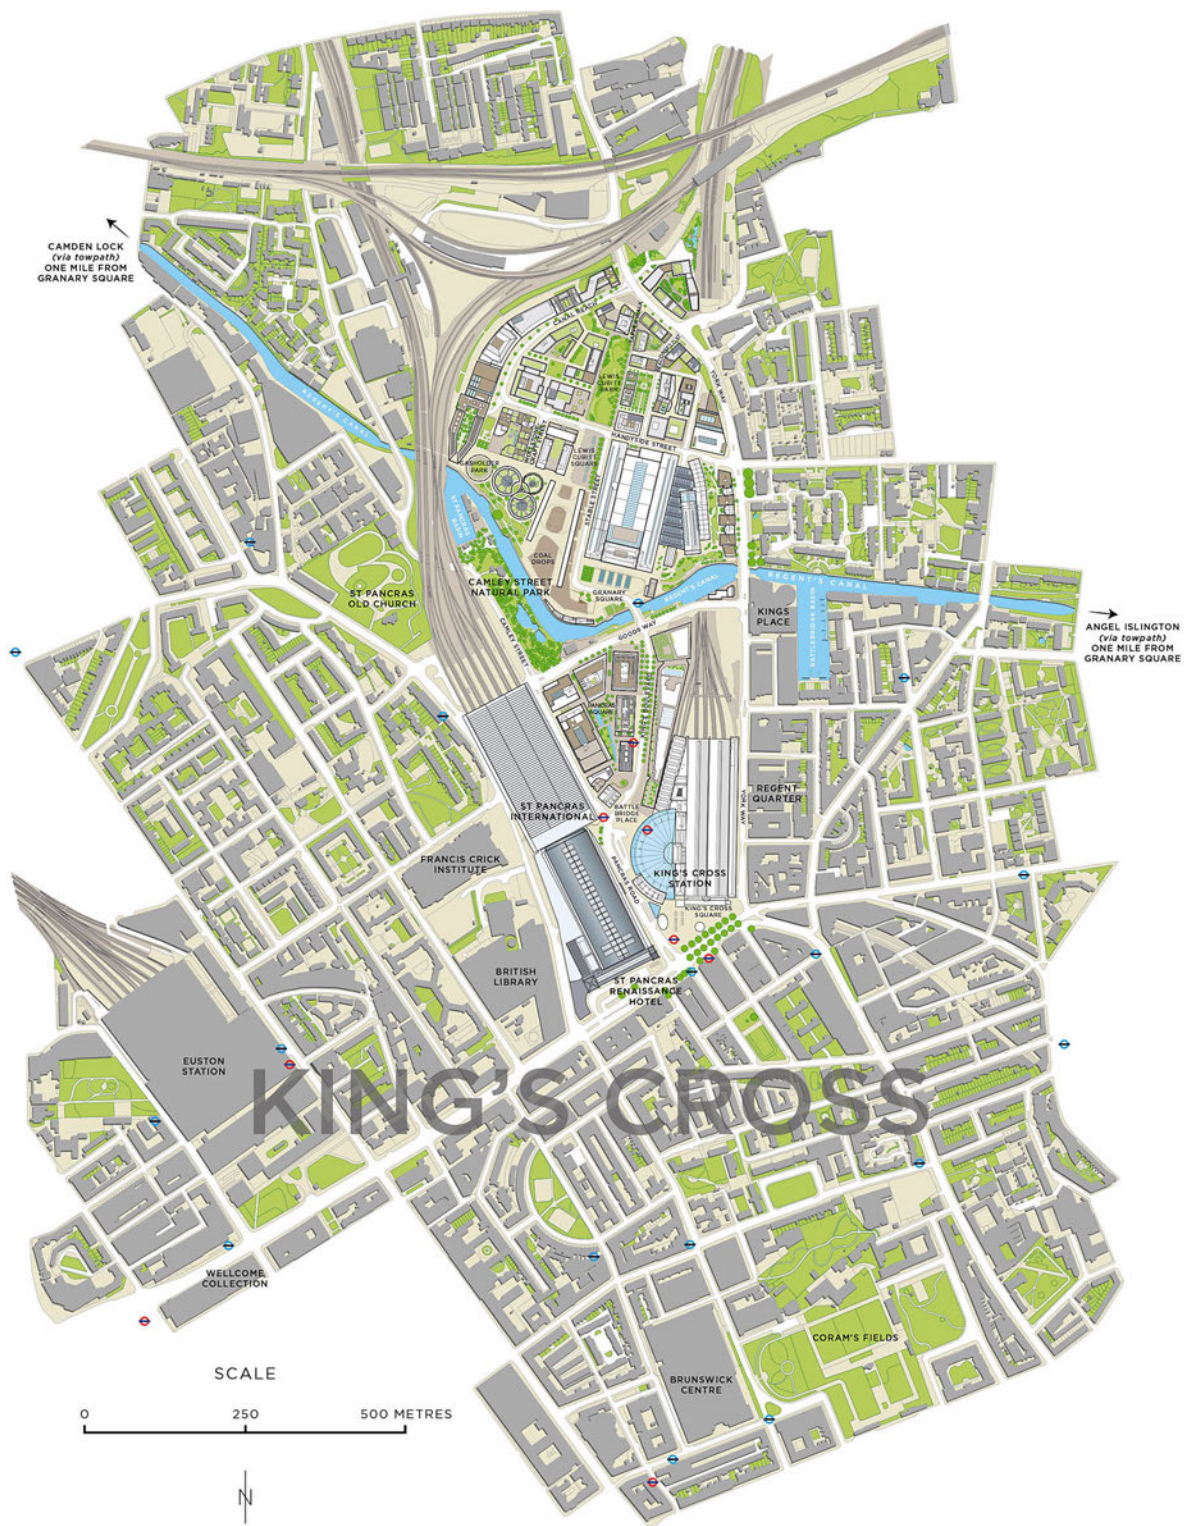 CAMDEN LOCK
(via towpath)
ONE MILE FROM
GRANARY SQUARE
REGENT'S CANAL
CANAL REACH
LEWIS
CUBITT
PARK
YORK WAY
HANDYSIDE STREET
LEWIS
CUBITT
SQUARE
STABLE STREET
GASHOLDER
PARK
ST PANCRAS
BASIN
COAL
DROPS
ST PANCRAS
OLD CHURCH
CAMLEY STREET
NATURAL PARK
CAMLEY STREET
GRANARY
SQUARE
REGENT'S CANAL
GOODS WAY
REGENT'S CANAL
KINGS
PLACE
BATTLEBRIDGE BASIN
ANGEL ISLINGTON
(via towpath)
ONE MILE FROM
GRANARY SQUARE
PANCRAS
SQUARE
ST PANCRAS
INTERNATIONAL
BATTLE
BRIDGE
PLACE
YORK WAY
REGENT
QUARTER
FRANCIS CRICK
INSTITUTE
PANCRAS ROAD
KING'S CROSS
STATION
KING'S CROSS
SQUARE
BRITISH
LIBRARY
ST PANCRAS
RENAISSANCE
HOTEL
EUSTON
STATION
KING'S CROSS
WELLCOME
COLLECTION
CORAM'S FIELDS
BRUNSWICK
CENTRE
SCALE
0 250 500 METRES
N